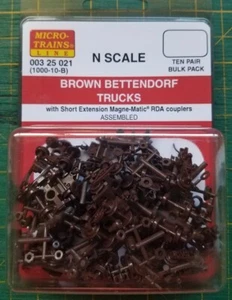 MICRO-
TRAINS®
LINE
003 25 021
(1000-10-B)
N SCALE
TEN PAIR
BULK PACK
BROWN BETTENDORF
TRUCKS
with Short Extension Magne-Matic® RDA couplers
ASSEMBLED